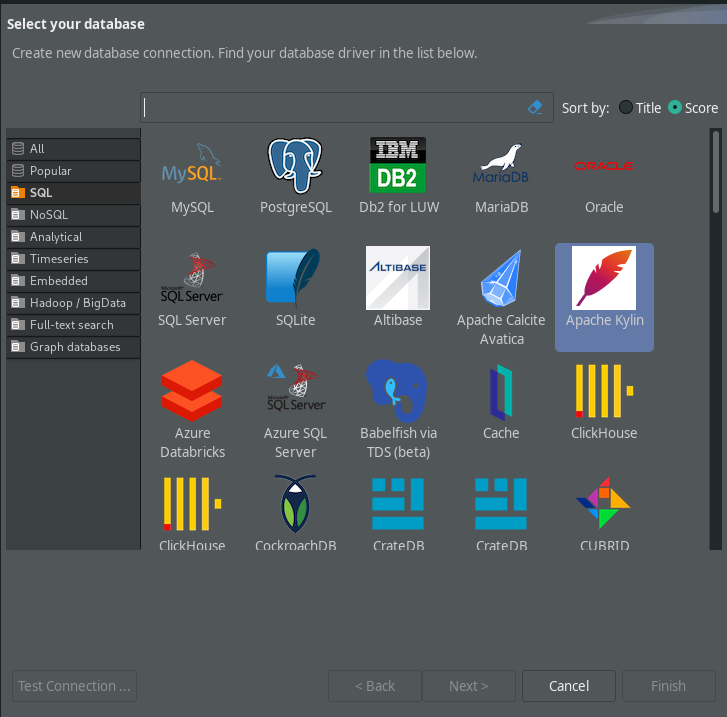 Select your database
Create new database connection. Find your database driver in the list below.
Sort by: Title Score
All
Popular
SQL
NoSQL
Analytical
Timeseries
Embedded
Hadoop / BigData
Full-text search
Graph databases
MySQL
MySQL
PostgreSQL
IBM
DB2
Db2 for LUW
MariaDB
MariaDB
ORACLE
Oracle
Microsoft
SQL Server
SQL Server
SQLite
ALTIBASE
Altibase
Apache Calcite
Avatica
Apache Kylin
Azure
Databricks
Microsoft
SQL Server
Azure SQL
Server
Babelfish via
TDS (beta)
Cache
ClickHouse
ClickHouse
CockroachDB
CrateDB
CrateDB
CUBRID
Test Connection ...
< Back
Next >
Cancel
Finish